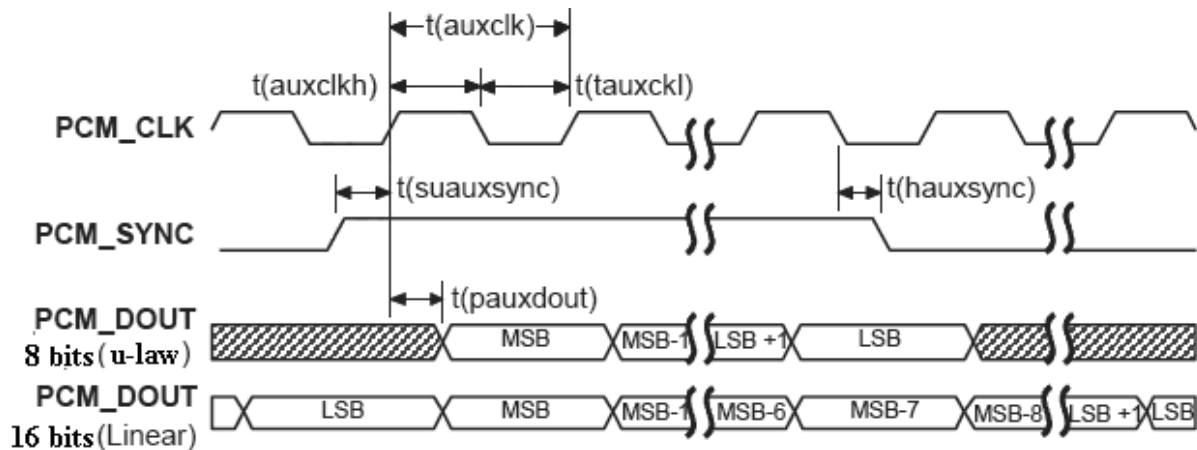 t(auxclk)
t(auxclkh) t(tauxckl)
PCM_CLK
t(suauxsync) t(hauxsync)
PCM_SYNC
t(pauxdout)
PCM_DOUT
8 bits(u-law) MSB MSB-1 LSB +1 LSB
PCM_DOUT
16 bits(Linear) LSB MSB MSB-1 MSB-6 MSB-7 MSB-8 LSB +1 LSB